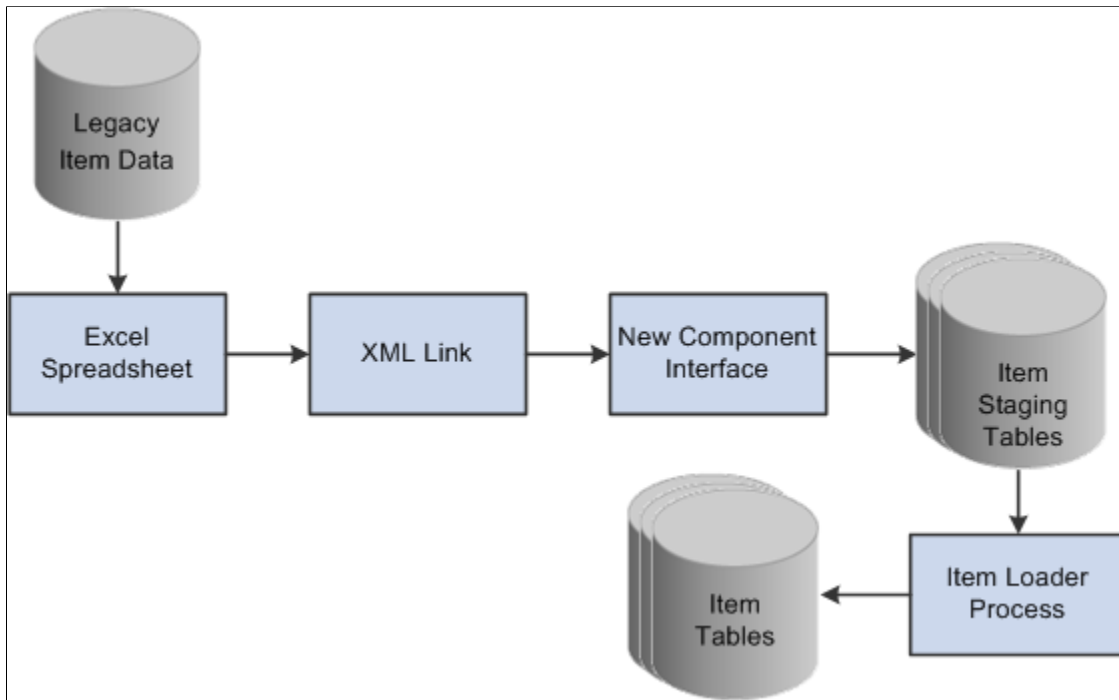 Legacy
Item Data
Excel
Spreadsheet
XML Link
New Component
Interface
Item
Staging
Tables
Item Loader
Process
Item
Tables